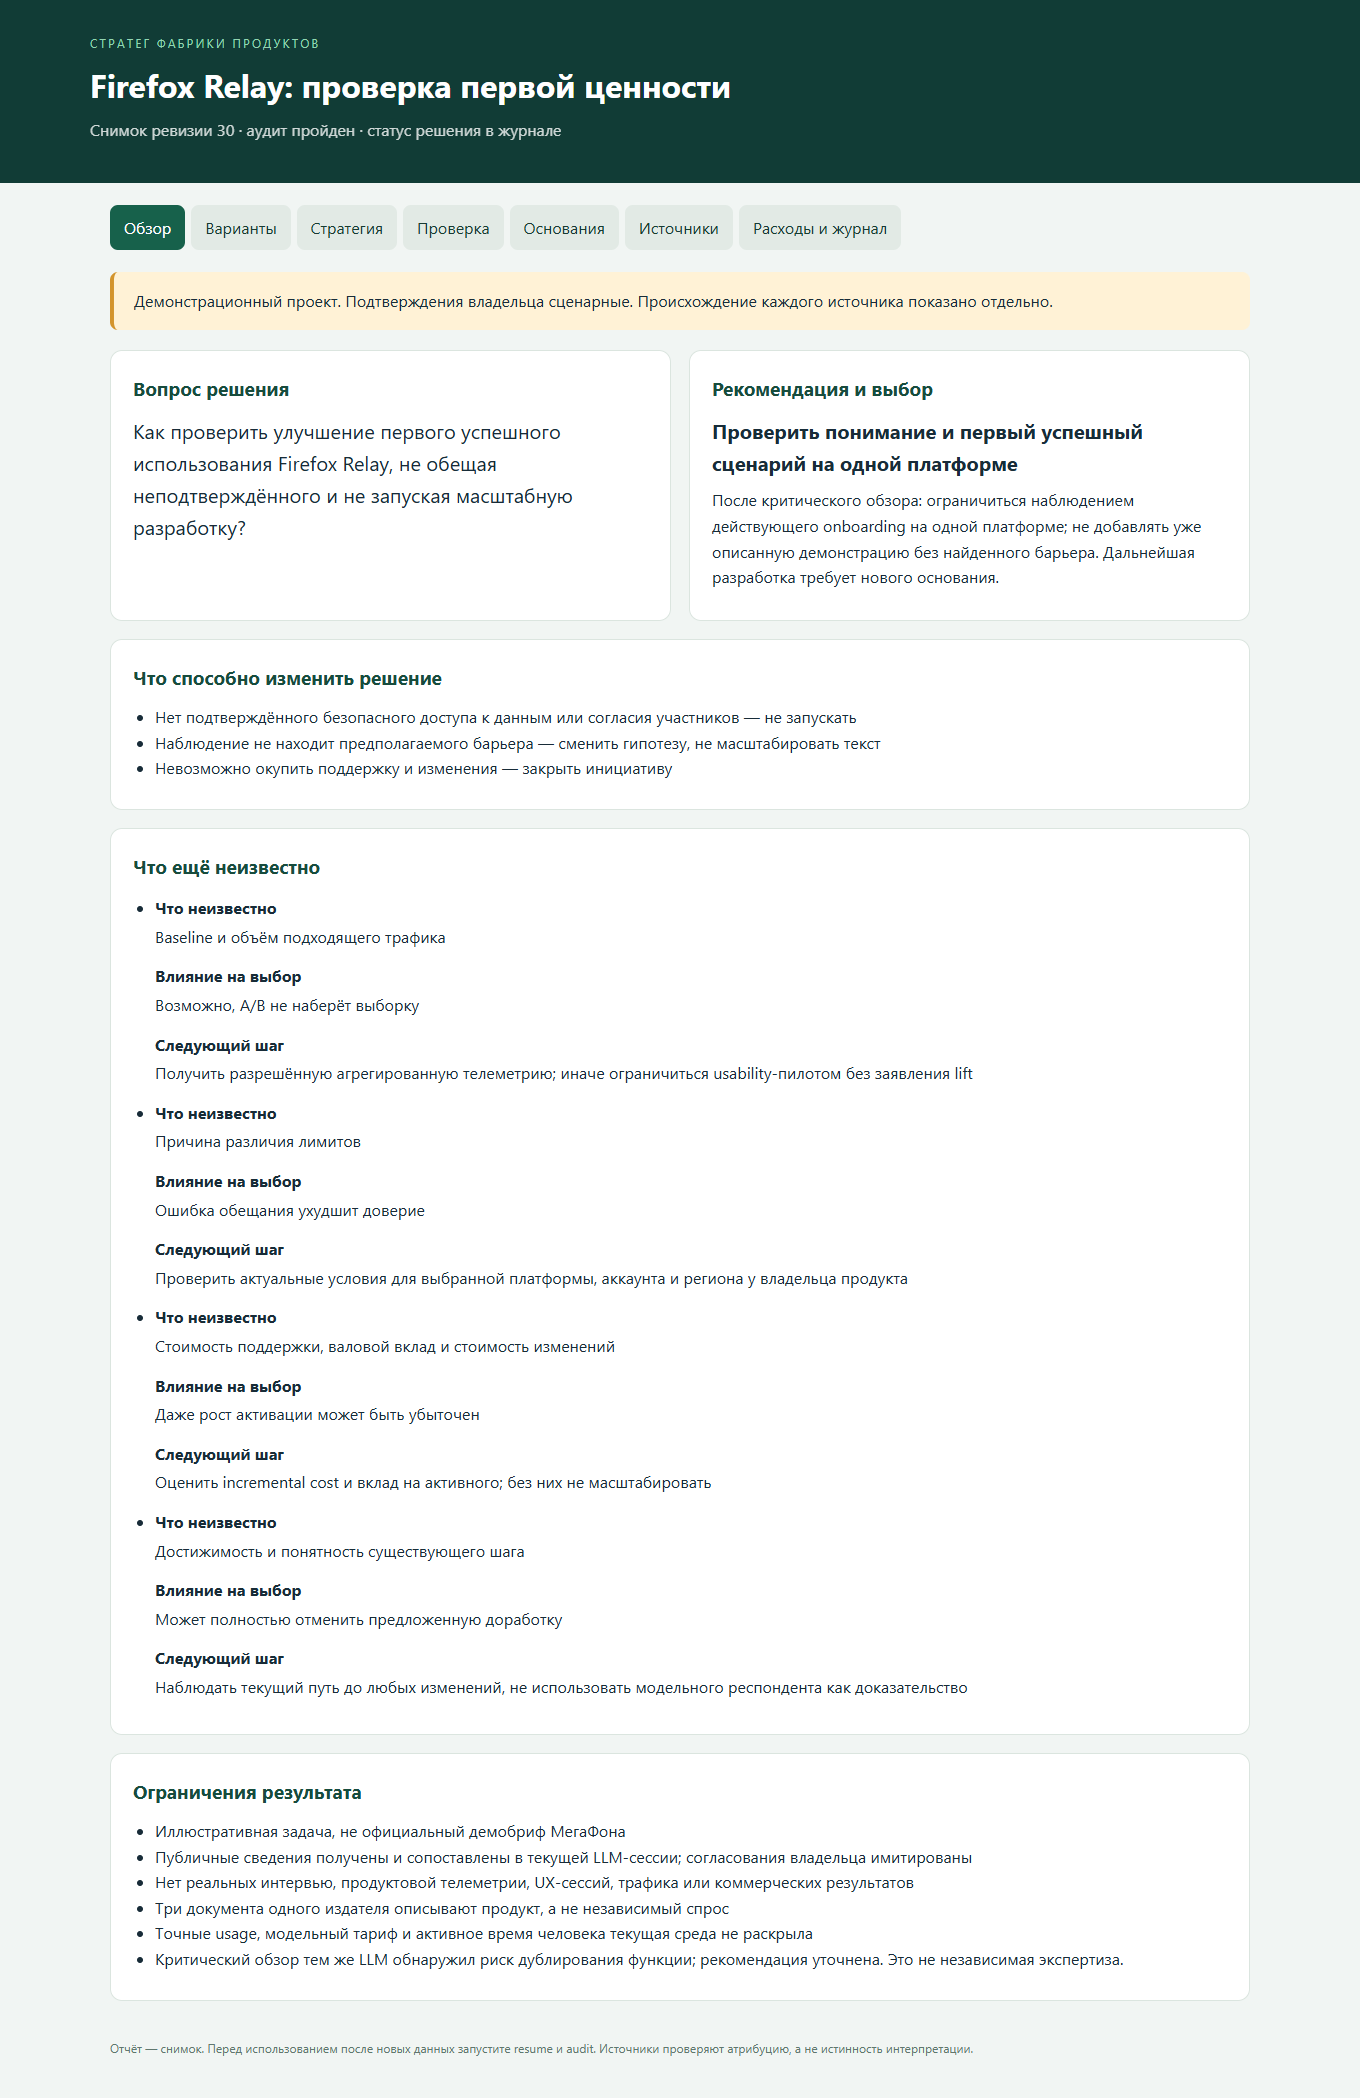 СТРАТЕГ ФАБРИКИ ПРОДУКТОВ
Firefox Relay: проверка первой ценности
Снимок ревизии 30 · аудит пройден · статус решения в журнале
Обзор
Варианты
Стратегия
Проверка
Основания
Источники
Расходы и журнал
Демонстрационный проект. Подтверждения владельца сценарные. Происхождение каждого источника показано отдельно.
Вопрос решения
Как проверить улучшение первого успешного
использования Firefox Relay, не обещая
неподтверждённого и не запуская масштабную
разработку?
Рекомендация и выбор
Проверить понимание и первый успешный
сценарий на одной платформе
После критического обзора: ограничиться наблюдением
действующего onboarding на одной платформе; не добавлять уже
описанную демонстрацию без найденного барьера. Дальнейшая
разработка требует нового основания.
Что способно изменить решение
• Нет подтверждённого безопасного доступа к данным или согласия участников — не запускать
• Наблюдение не находит предполагаемого барьера — сменить гипотезу, не масштабировать текст
• Невозможно окупить поддержку и изменения — закрыть инициативу
Что ещё неизвестно
• Что неизвестно
Baseline и объём подходящего трафика
Влияние на выбор
Возможно, A/B не наберёт выборку
Следующий шаг
Получить разрешённую агрегированную телеметрию; иначе ограничиться usability-пилотом без заявления lift
• Что неизвестно
Причина различия лимитов
Влияние на выбор
Ошибка обещания ухудшит доверие
Следующий шаг
Проверить актуальные условия для выбранной платформы, аккаунта и региона у владельца продукта
• Что неизвестно
Стоимость поддержки, валовой вклад и стоимость изменений
Влияние на выбор
Даже рост активации может быть убыточен
Следующий шаг
Оценить incremental cost и вклад на активного; без них не масштабировать
• Что неизвестно
Достижимость и понятность существующего шага
Влияние на выбор
Может полностью отменить предложенную доработку
Следующий шаг
Наблюдать текущий путь до любых изменений, не использовать модельного респондента как доказательство
Ограничения результата
• Иллюстративная задача, не официальный демобриф МегаФона
• Публичные сведения получены и сопоставлены в текущей LLM-сессии; согласования владельца имитированы
• Нет реальных интервью, продуктовой телеметрии, UX-сессий, трафика или коммерческих результатов
• Три документа одного издателя описывают продукт, а не независимый спрос
• Точные usage, модельный тариф и активное время человека текущая среда не раскрыла
• Критический обзор тем же LLM обнаружил риск дублирования функции; рекомендация уточнена. Это не независимая экспертиза.
Отчёт — снимок. Перед использованием после новых данных запустите resume и audit. Источники проверяют атрибуцию, а не истинность интерпретации.